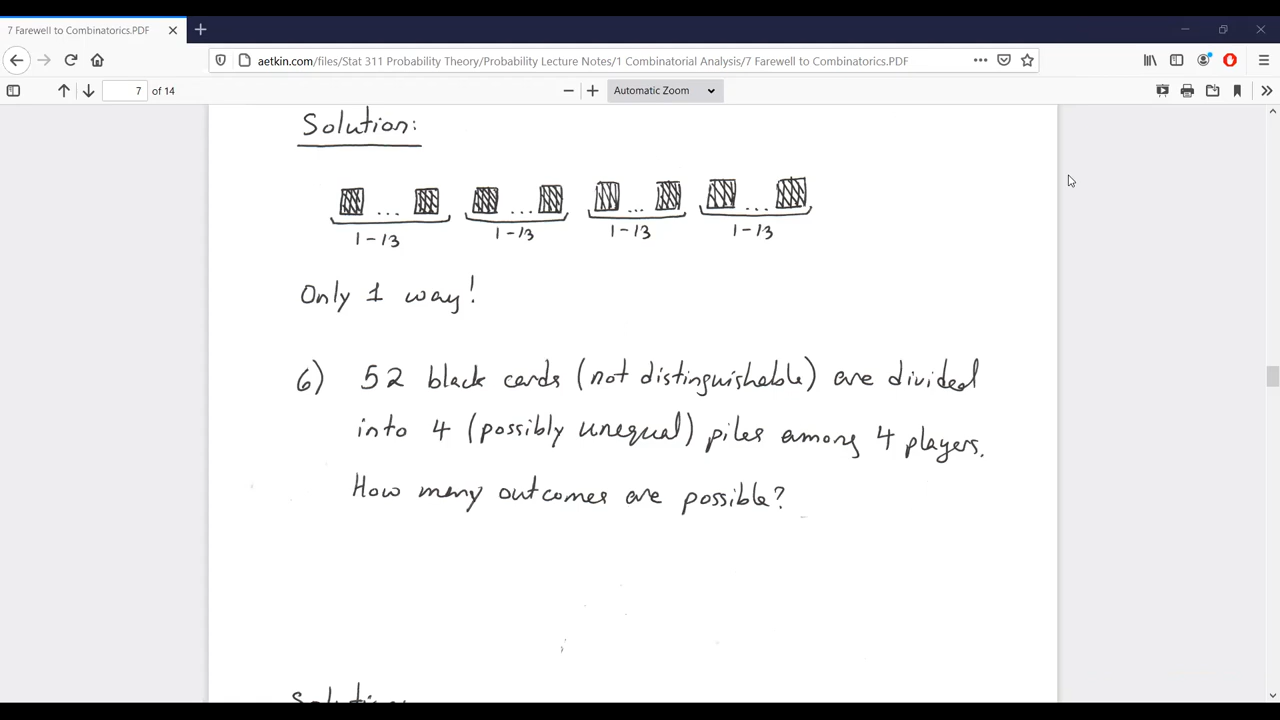 7 Farewell to Combinatorics.PDF
aetkin.com/files/Stat 311 Probability Theory/Probability Lectue Notes/1 Combinatorial Analysis/7 Farewell to Combinatorics.PDF
7 of 14
Automatic Zoom
Solution:
... ... ... ...
1-13 1-13 1-13 1-13
Only 1 way!
6) 52 black cards (not distinguishable) are divided
into 4 (possibly unequal) piles among 4 players.
How many outcomes are possible?
Solution: